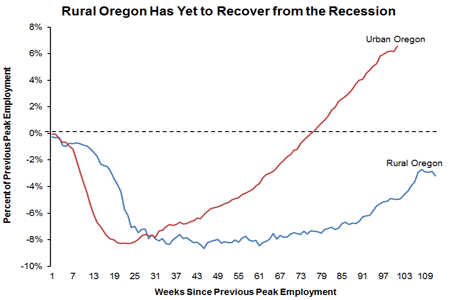 Rural Oregon Has Yet to Recover from the Recession
Percent of Previous Peak Employment
8%
6%
4%
2%
0%
-2%
-4%
-6%
-8%
-10%
Urban Oregon
Rural Oregon
1 7 13 19 25 31 37 43 49 55 61 67 73 79 85 91 97 103 109
Weeks Since Previous Peak Employment